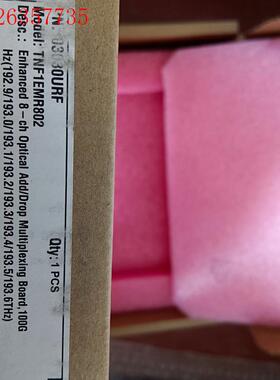 Model: TNF1EMR802
Qty: 1 PCS
Desc.: Enhanced 8-ch Optical Add/Drop Multiplexing Board,100G
Hz(192.9/193.0/193.1/193.2/193.3/193.4/193.5/193.6THz)